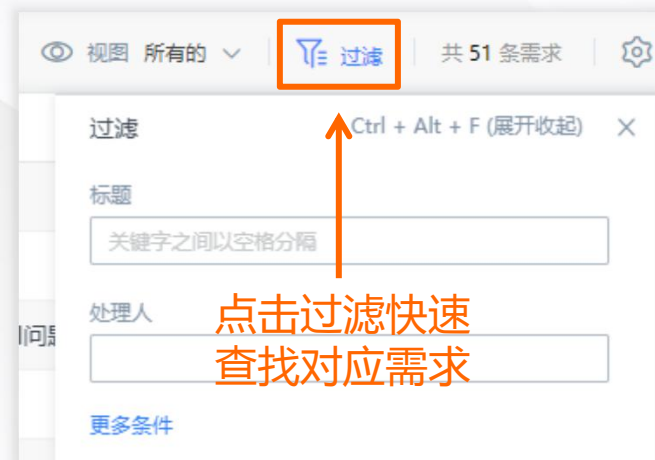 视图 所有的 过滤 共 51 条需求
过滤 Ctrl + Alt + F (展开收起)
标题
关键字之间以空格分隔
处理人
点击过滤快速
查找对应需求
问题
更多条件